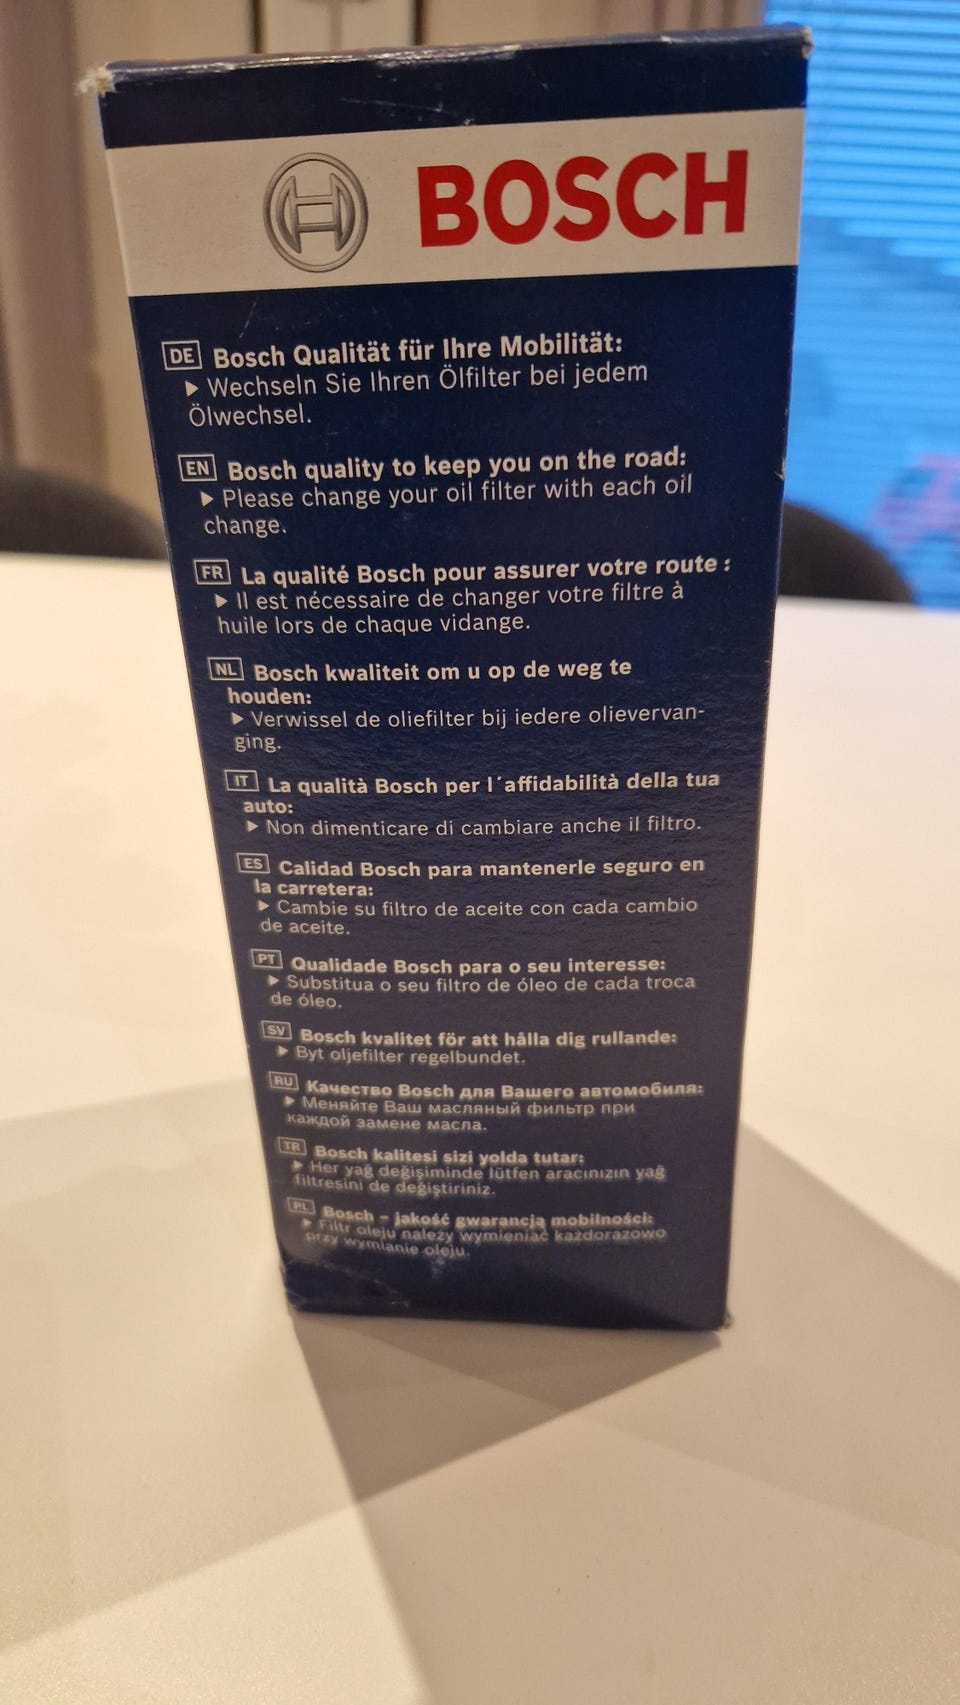 BOSCH
DE Bosch Qualität für Ihre Mobilität:
▶ Wechseln Sie Ihren Ölfilter bei jedem
Ölwechsel.
EN Bosch quality to keep you on the road:
▶ Please change your oil filter with each oil
change.
FR La qualité Bosch pour assurer votre route :
▶ Il est nécessaire de changer votre filtre à
huile lors de chaque vidange.
NL Bosch kwaliteit om u op de weg te
houden:
▶ Verwissel de oliefilter bij iedere olievervan-
ging.
IT La qualità Bosch per l´affidabilità della tua
auto:
▶ Non dimenticare di cambiare anche il filtro.
ES Calidad Bosch para mantenerle seguro en
la carretera:
▶ Cambie su filtro de aceite con cada cambio
de aceite.
PT Qualidade Bosch para o seu interesse:
▶ Substitua o seu filtro de óleo de cada troca
de óleo.
SV Bosch kvalitet för att hålla dig rullande:
▶ Byt oljefilter regelbundet.
RU Качество Bosch для Вашего автомобиля:
▶ Меняйте Ваш масляный фильтр при
каждой замене масла.
TR Bosch kalitesi sizi yolda tutar:
▶ Her yağ değişiminde lütfen aracınızın yağ
filtresini de değiştiriniz.
PL Bosch – jakość gwarancją mobilności:
▶ Filtr oleju należy wymieniać każdorazowo
przy wymianie oleju.